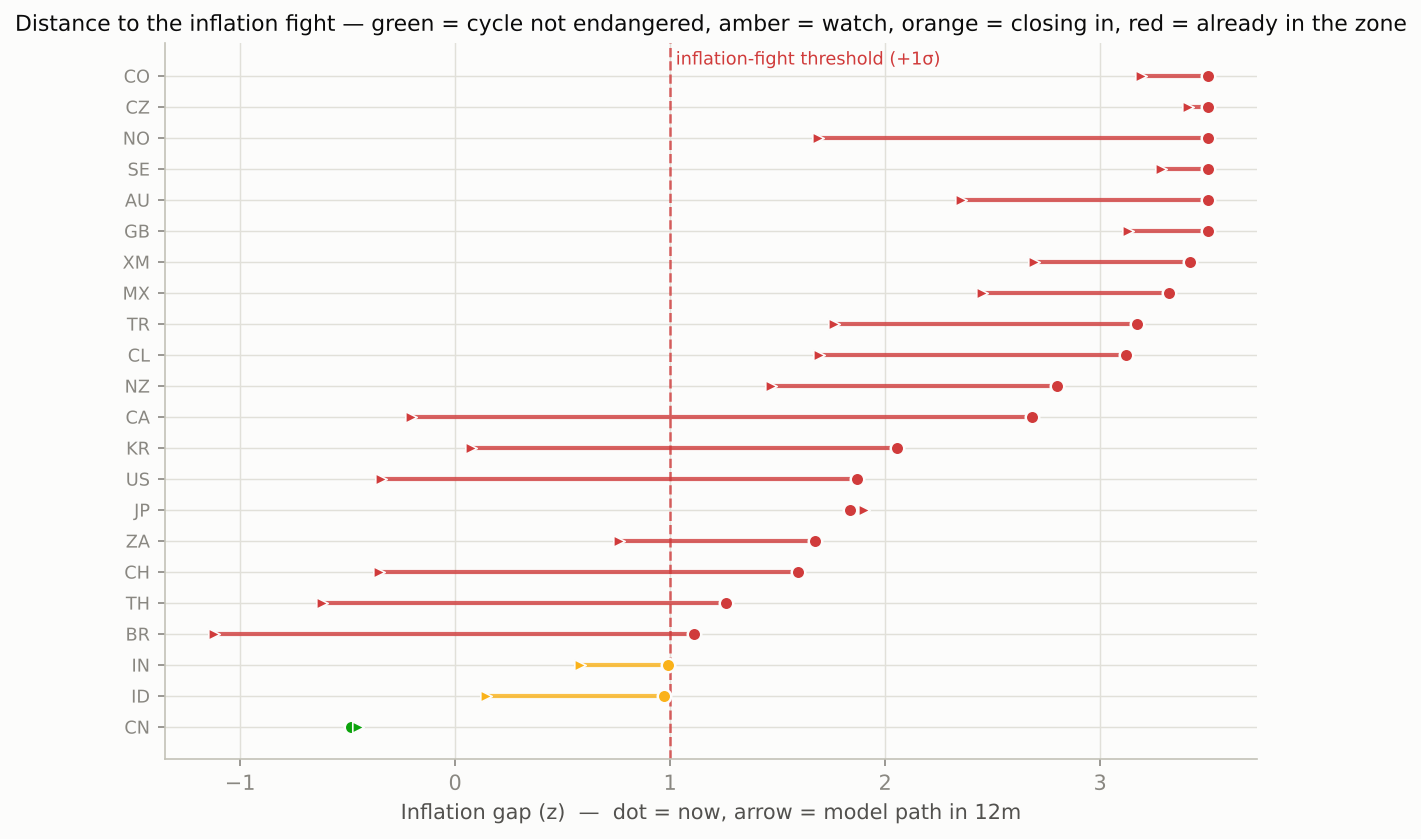 Distance to the inflation fight — green = cycle not endangered, amber = watch, orange = closing in, red = already in the zone
inflation-fight threshold (+1σ)
CO
CZ
NO
SE
AU
GB
XM
MX
TR
CL
NZ
CA
KR
US
JP
ZA
CH
TH
BR
IN
ID
CN
−1 0 1 2 3
Inflation gap (z) — dot = now, arrow = model path in 12m